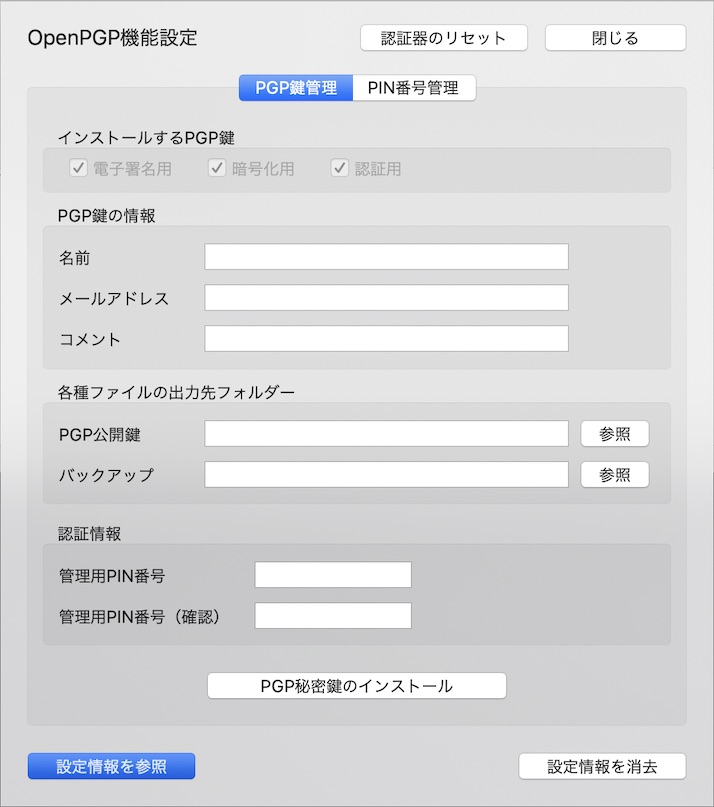 OpenPGP機能設定
認証器のリセット
閉じる
PGP鍵管理
PIN番号管理
インストールするPGP鍵
電子署名用
暗号化用
認証用
PGP鍵の情報
名前
メールアドレス
コメント
各種ファイルの出力先フォルダー
PGP公開鍵
参照
バックアップ
参照
認証情報
管理用PIN番号
管理用PIN番号（確認）
PGP秘密鍵のインストール
設定情報を参照
設定情報を消去